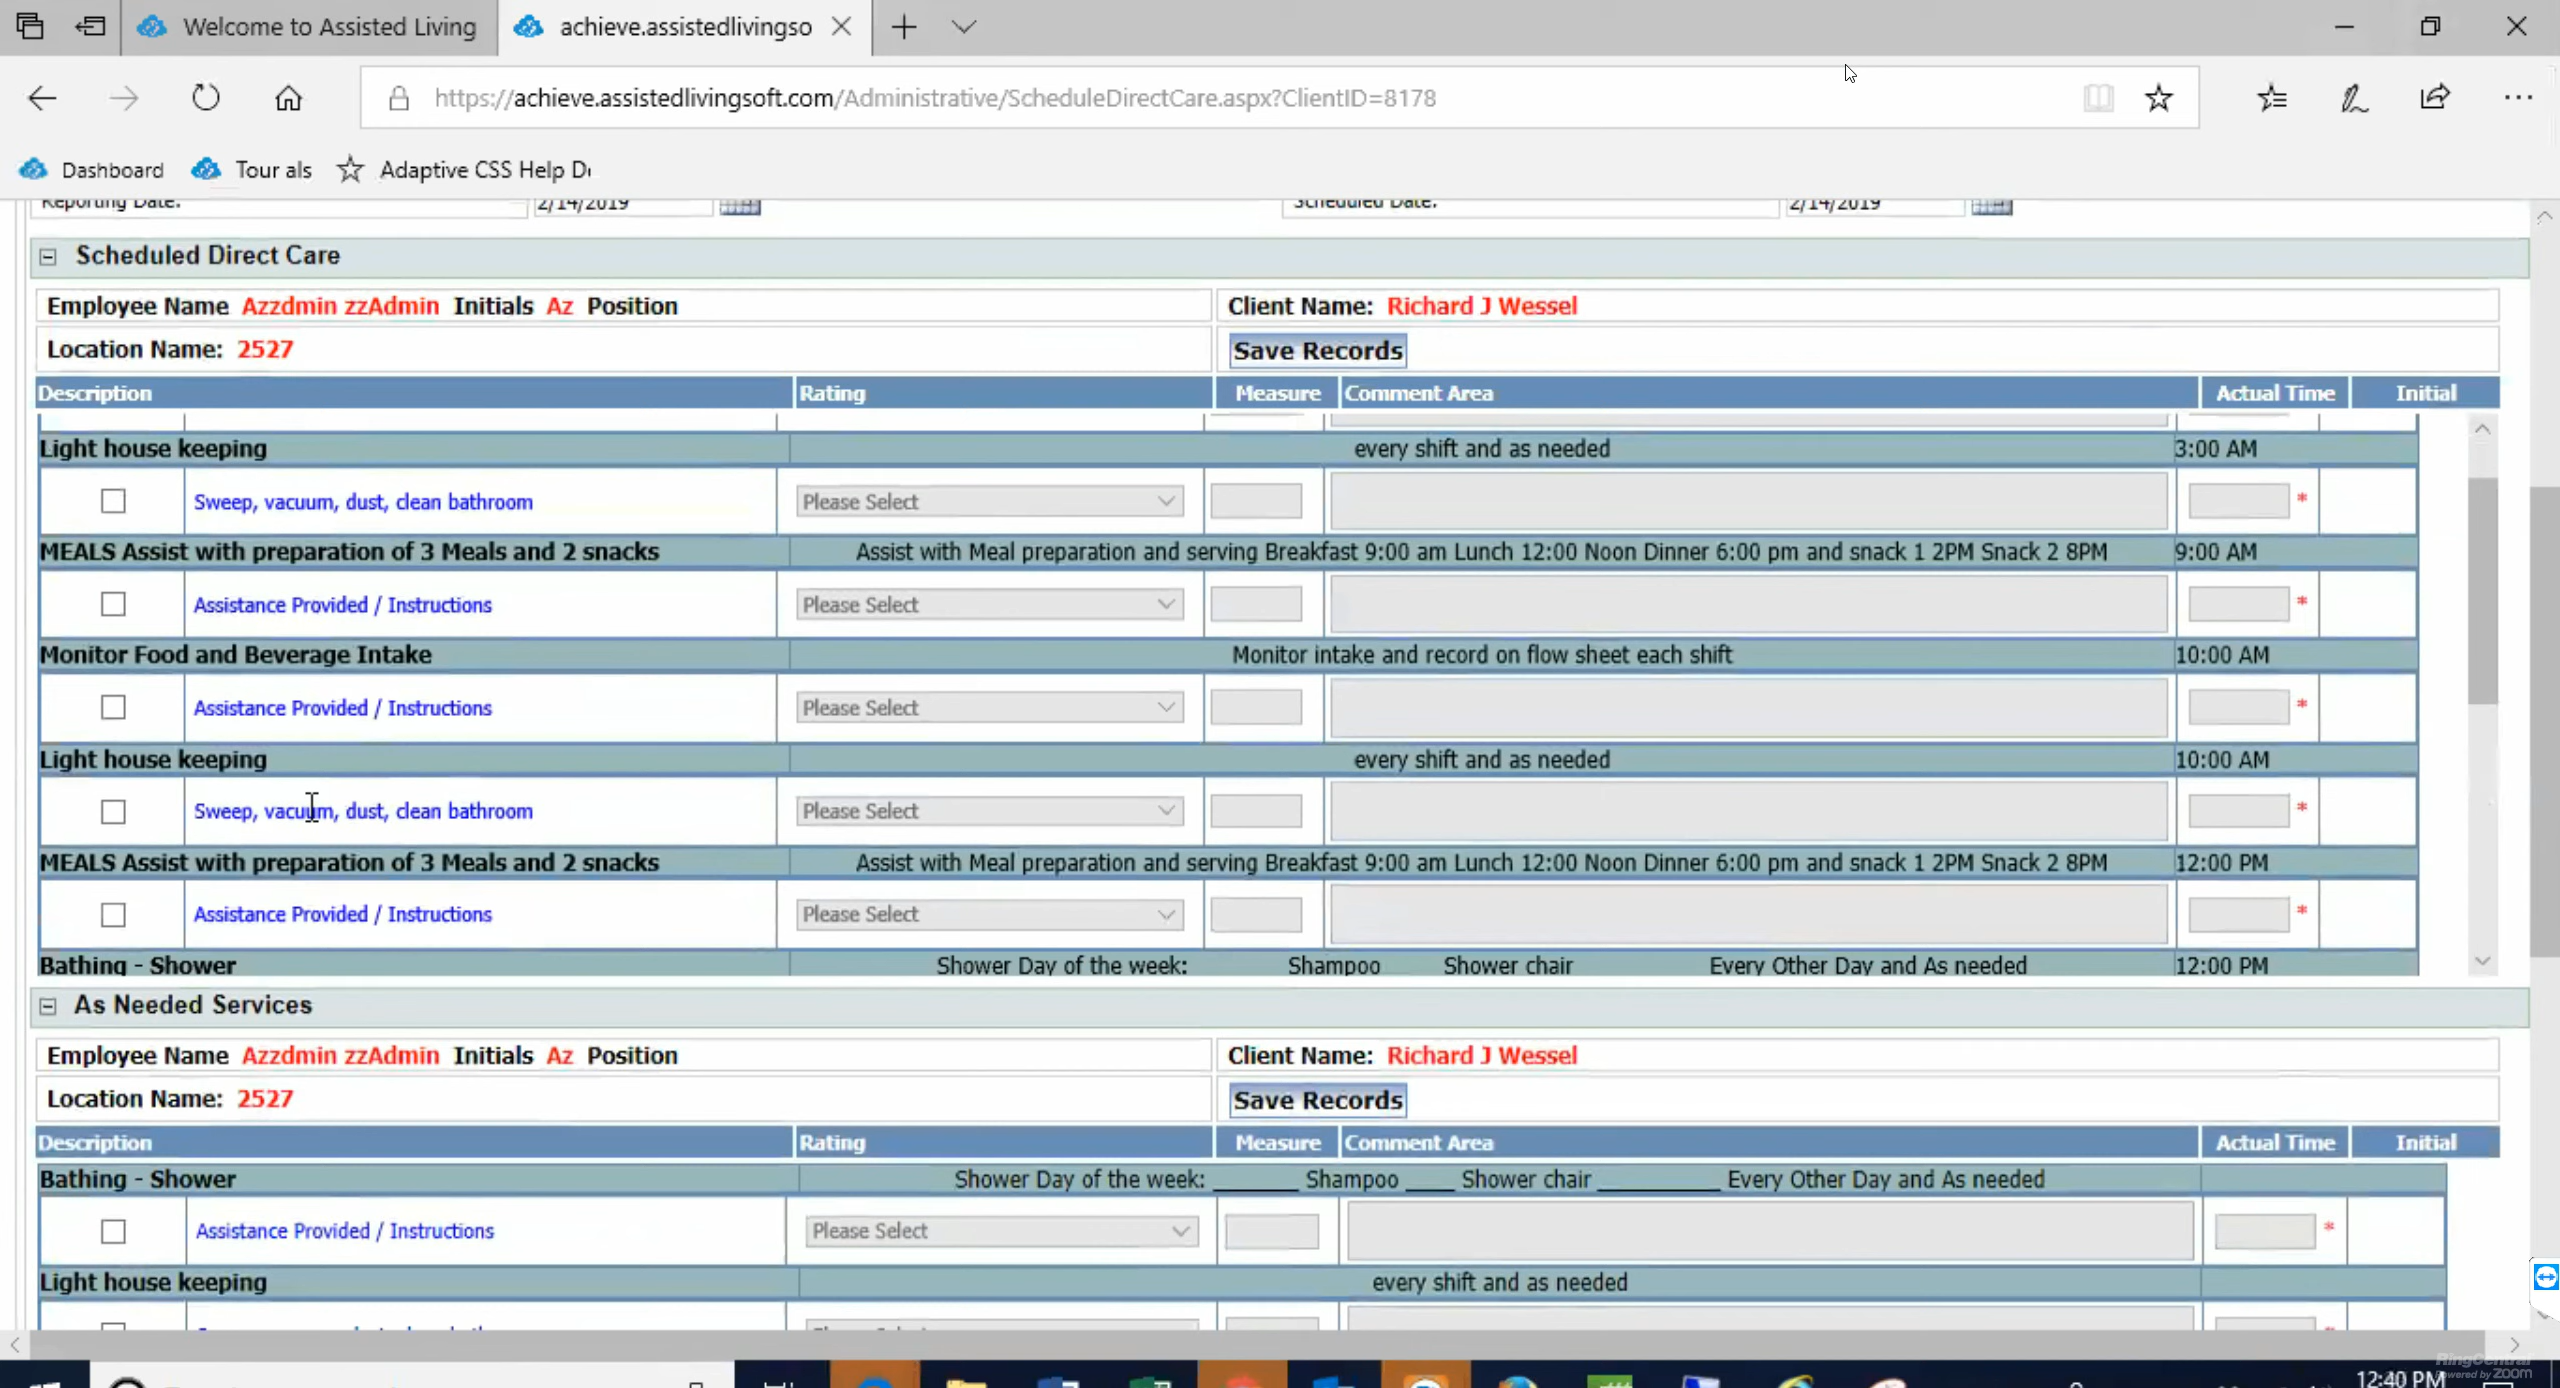 Welcome to Assisted Living
achieve.assistedlivingso
https://achieve.assistedlivingsoft.com/Administrative/ScheduleDirectCare.aspx?ClientID=8178
Dashboard Tour als Adaptive CSS Help D
Reporting Date: 2/14/2019 Scheduled Date: 2/14/2019
Scheduled Direct Care
Employee Name Azzdmin zzAdmin Initials Az Position Client Name: Richard J Wessel
Location Name: 2527 Save Records
Description Rating Measure Comment Area Actual Time Initial
Light house keeping every shift and as needed 3:00 AM
Sweep, vacuum, dust, clean bathroom Please Select *
MEALS Assist with preparation of 3 Meals and 2 snacks Assist with Meal preparation and serving Breakfast 9:00 am Lunch 12:00 Noon Dinner 6:00 pm and snack 1 2PM Snack 2 8PM 9:00 AM
Assistance Provided / Instructions Please Select *
Monitor Food and Beverage Intake Monitor intake and record on flow sheet each shift 10:00 AM
Assistance Provided / Instructions Please Select *
Light house keeping every shift and as needed 10:00 AM
Sweep, vacuum, dust, clean bathroom Please Select *
MEALS Assist with preparation of 3 Meals and 2 snacks Assist with Meal preparation and serving Breakfast 9:00 am Lunch 12:00 Noon Dinner 6:00 pm and snack 1 2PM Snack 2 8PM 12:00 PM
Assistance Provided / Instructions Please Select *
Bathing - Shower Shower Day of the week: Shampoo Shower chair Every Other Day and As needed 12:00 PM
As Needed Services
Employee Name Azzdmin zzAdmin Initials Az Position Client Name: Richard J Wessel
Location Name: 2527 Save Records
Description Rating Measure Comment Area Actual Time Initial
Bathing - Shower Shower Day of the week: _______ Shampoo ____ Shower chair __________ Every Other Day and As needed
Assistance Provided / Instructions Please Select *
Light house keeping every shift and as needed
RingCentral
powered by zoom
12:40 PM